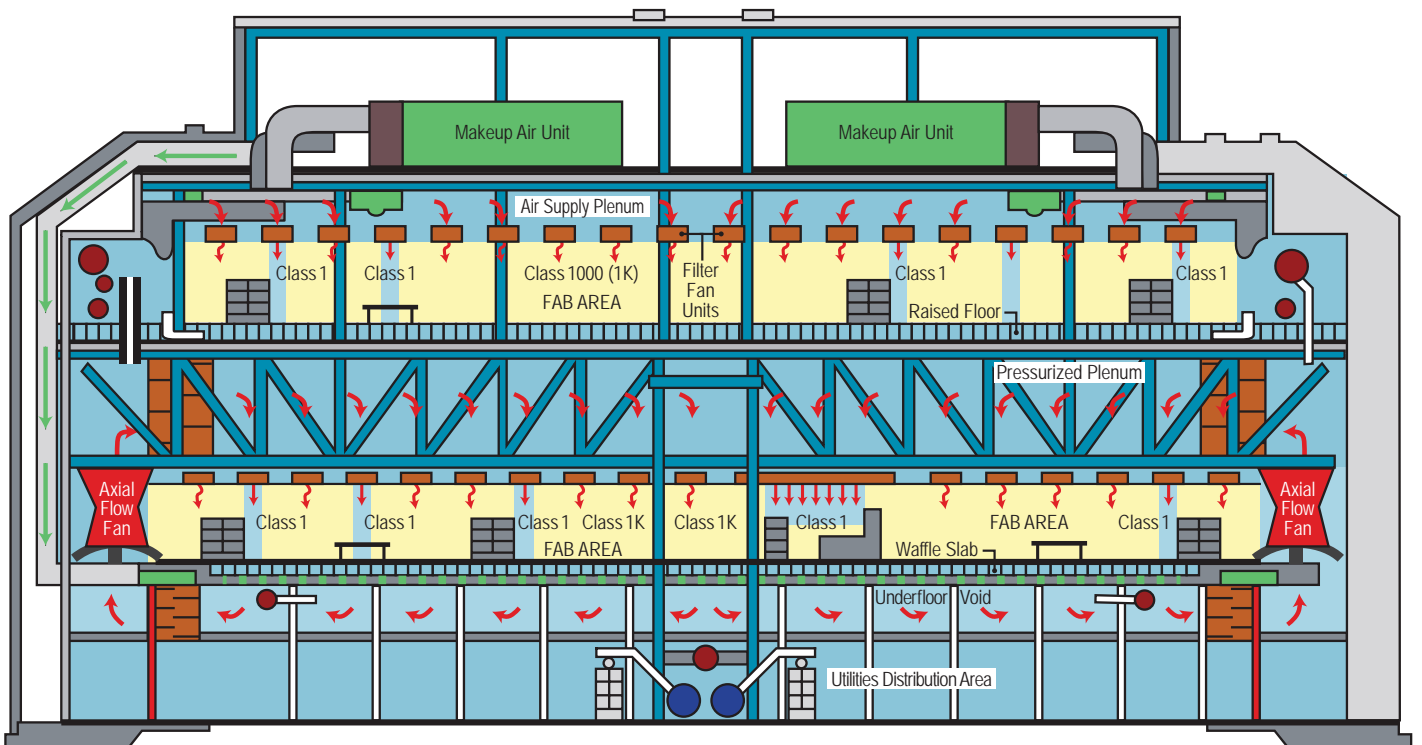 Makeup Air Unit
Makeup Air Unit
Air Supply Plenum
Class 1
Class 1
Class 1000 (1K)
FAB AREA
Filter
Fan
Units
Class 1
Class 1
Raised Floor
Pressurized Plenum
Axial
Flow
Fan
Class 1
Class 1
Class 1
Class 1K
FAB AREA
Class 1K
Class 1
FAB AREA
Class 1
Axial
Flow
Fan
Waffle Slab
Underfloor Void
Utilities Distribution Area